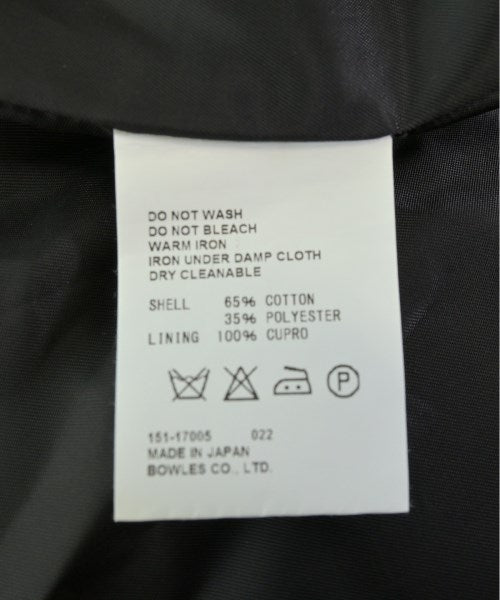 DO NOT WASH
DO NOT BLEACH
WARM IRON
IRON UNDER DAMP CLOTH
DRY CLEANABLE
SHELL 65% COTTON
35% POLYESTER
LINING 100% CUPRO
P
151-17005 022
MADE IN JAPAN
BOWLES CO., LTD.